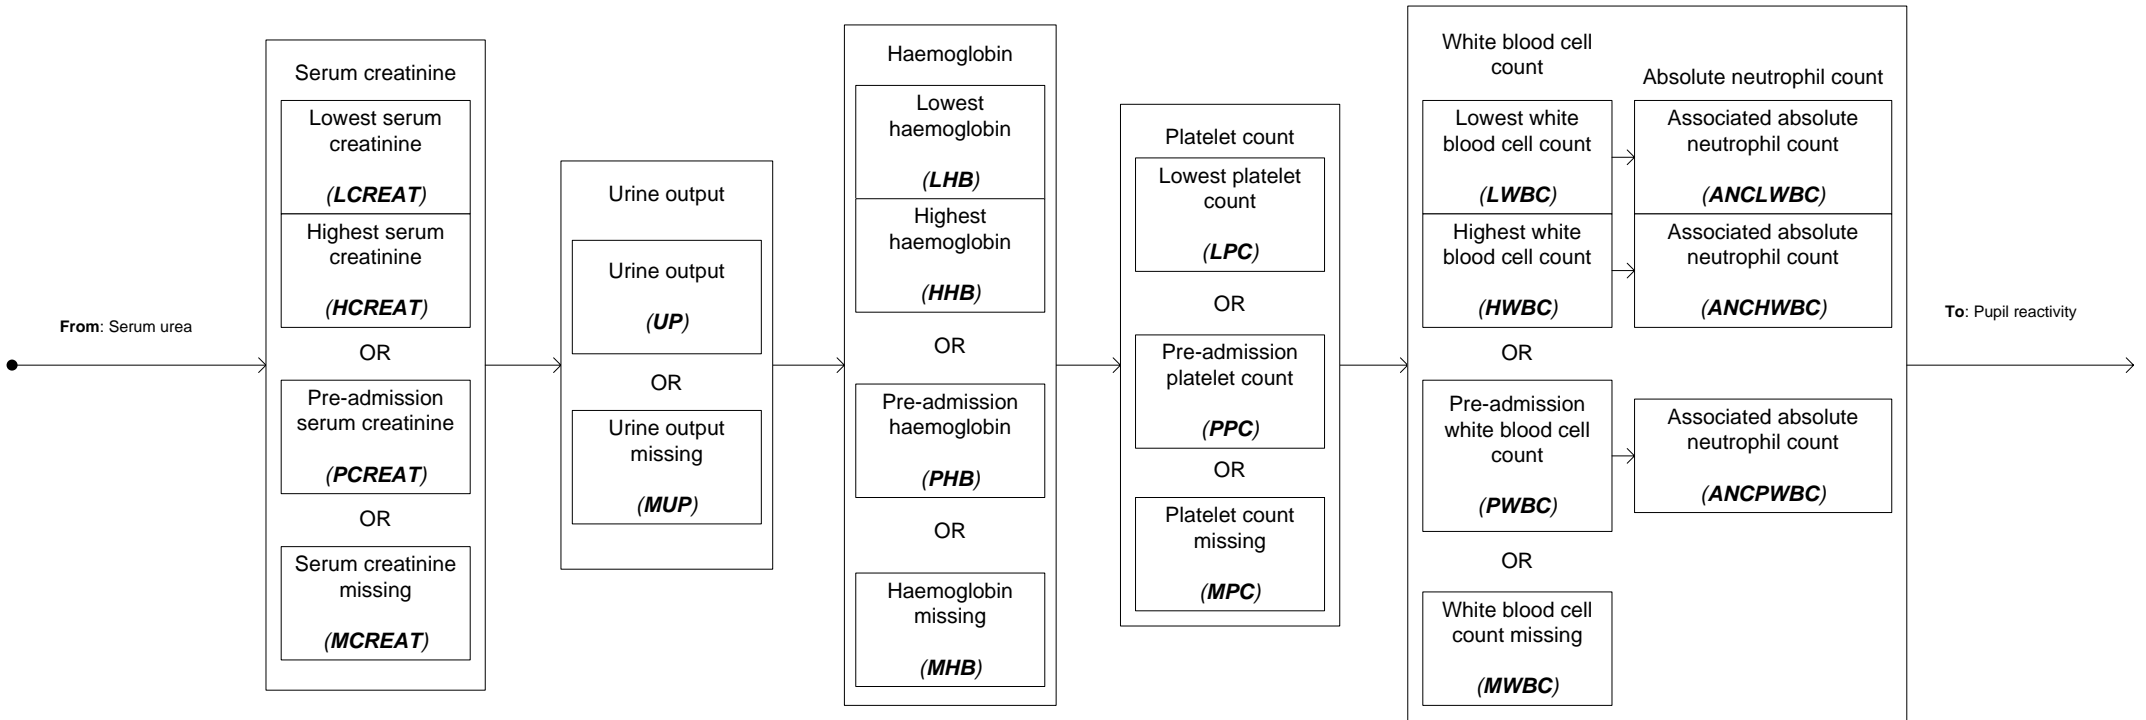 From: Serum urea
Serum creatinine
Lowest serum
creatinine
(LCREAT)
Highest serum
creatinine
(HCREAT)
OR
Pre-admission
serum creatinine
(PCREAT)
OR
Serum creatinine
missing
(MCREAT)
Urine output
Urine output
(UP)
OR
Urine output
missing
(MUP)
Haemoglobin
Lowest
haemoglobin
(LHB)
Highest
haemoglobin
(HHB)
OR
Pre-admission
haemoglobin
(PHB)
OR
Haemoglobin
missing
(MHB)
Platelet count
Lowest platelet
count
(LPC)
OR
Pre-admission
platelet count
(PPC)
OR
Platelet count
missing
(MPC)
White blood cell
count
Lowest white
blood cell count
(LWBC)
Highest white
blood cell count
(HWBC)
OR
Pre-admission
white blood cell
count
(PWBC)
OR
White blood cell
count missing
(MWBC)
Absolute neutrophil count
Associated absolute
neutrophil count
(ANCLWBC)
Associated absolute
neutrophil count
(ANCHWBC)
Associated absolute
neutrophil count
(ANCPWBC)
To: Pupil reactivity